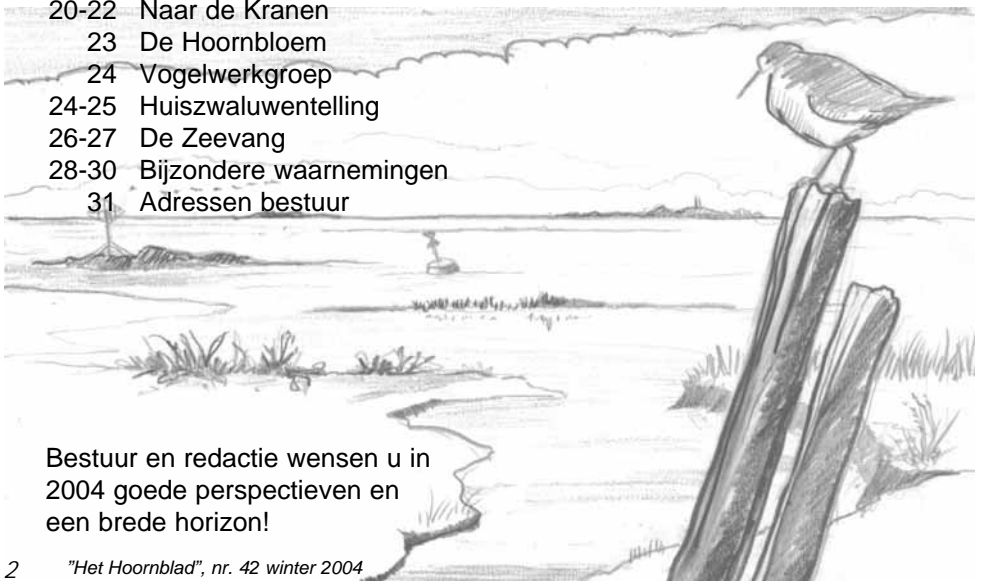 20-22 Naar de Kranen
23 De Hoornbloem
24 Vogelwerkgroep
24-25 Huiszwaluwentelling
26-27 De Zeevang
28-30 Bijzondere waarnemingen
31 Adressen bestuur
Bestuur en redactie wensen u in
2004 goede perspectieven en
een brede horizon!
2 "Het Hoornblad", nr. 42 winter 2004